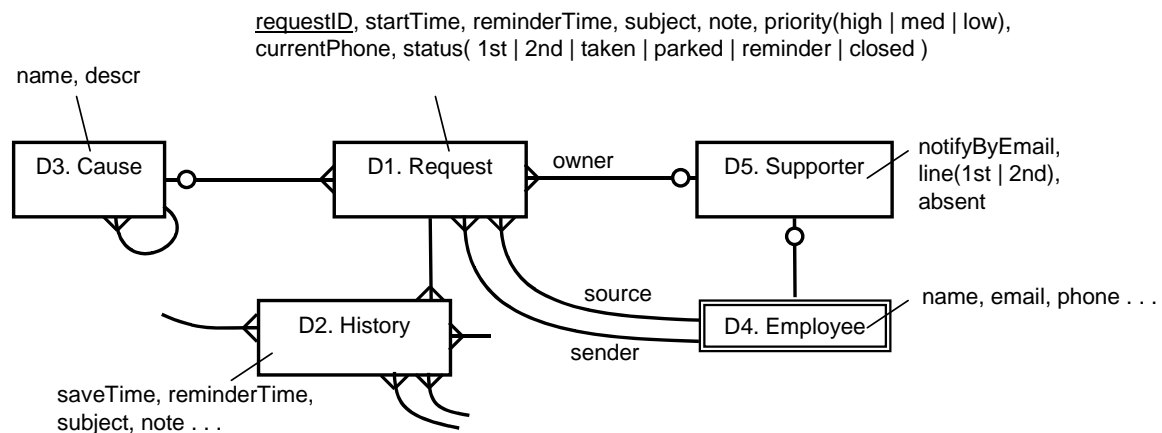 requestID, startTime, reminderTime, subject, note, priority(high | med | low),
currentPhone, status( 1st | 2nd | taken | parked | reminder | closed )
name, descr
D3. Cause
D1. Request
owner
D5. Supporter
notifyByEmail,
line(1st | 2nd),
absent
source
sender
D4. Employee
name, email, phone . . .
D2. History
saveTime, reminderTime,
subject, note . . .